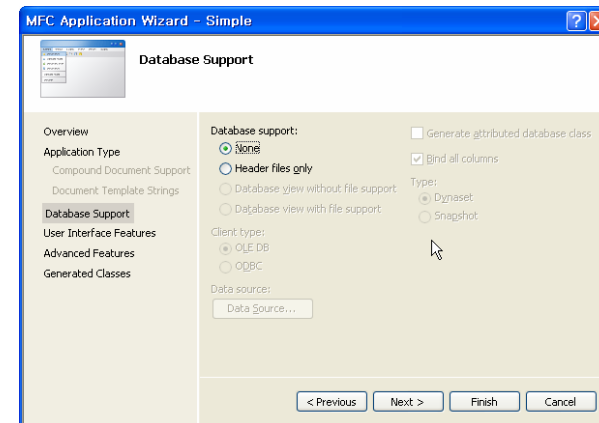 MFC Application Wizard - Simple
Database Support
Overview
Application Type
Compound Document Support
Document Template Strings
Database Support
User Interface Features
Advanced Features
Generated Classes
Database support:
None
Header files only
Database view without file support
Database view with file support
Client type:
OLE DB
ODBC
Data source:
Data Source...
Generate attributed database class
Bind all columns
Type:
Dynaset
Snapshot
< Previous
Next >
Finish
Cancel